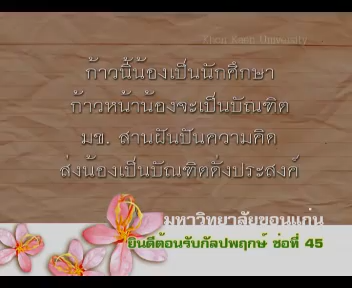 Khon Kaen University
ก้าวนี้น้องเป็นนักศึกษา
ก้าวหน้าน้องจะเป็นบัณฑิต
มข. สานฝันปันความคิด
ส่งน้องเป็นบัณฑิตดั่งประสงค์
มหาวิทยาลัยขอนแก่น
ยินดีต้อนรับกัลปพฤกษ์ ช่อที่ 45